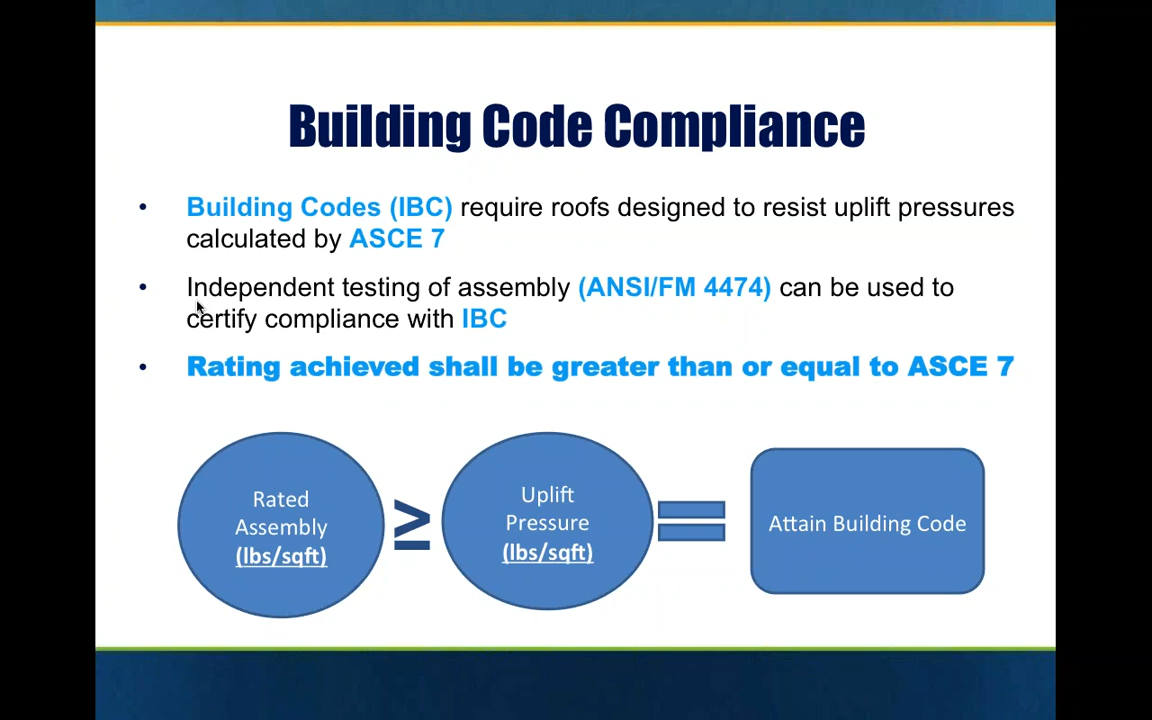 Building Code Compliance
• Building Codes (IBC) require roofs designed to resist uplift pressures
calculated by ASCE 7
• Independent testing of assembly (ANSI/FM 4474) can be used to
certify compliance with IBC
• Rating achieved shall be greater than or equal to ASCE 7
Rated
Assembly
(lbs/sqft)
≥
Uplift
Pressure
(lbs/sqft)
=
Attain Building Code